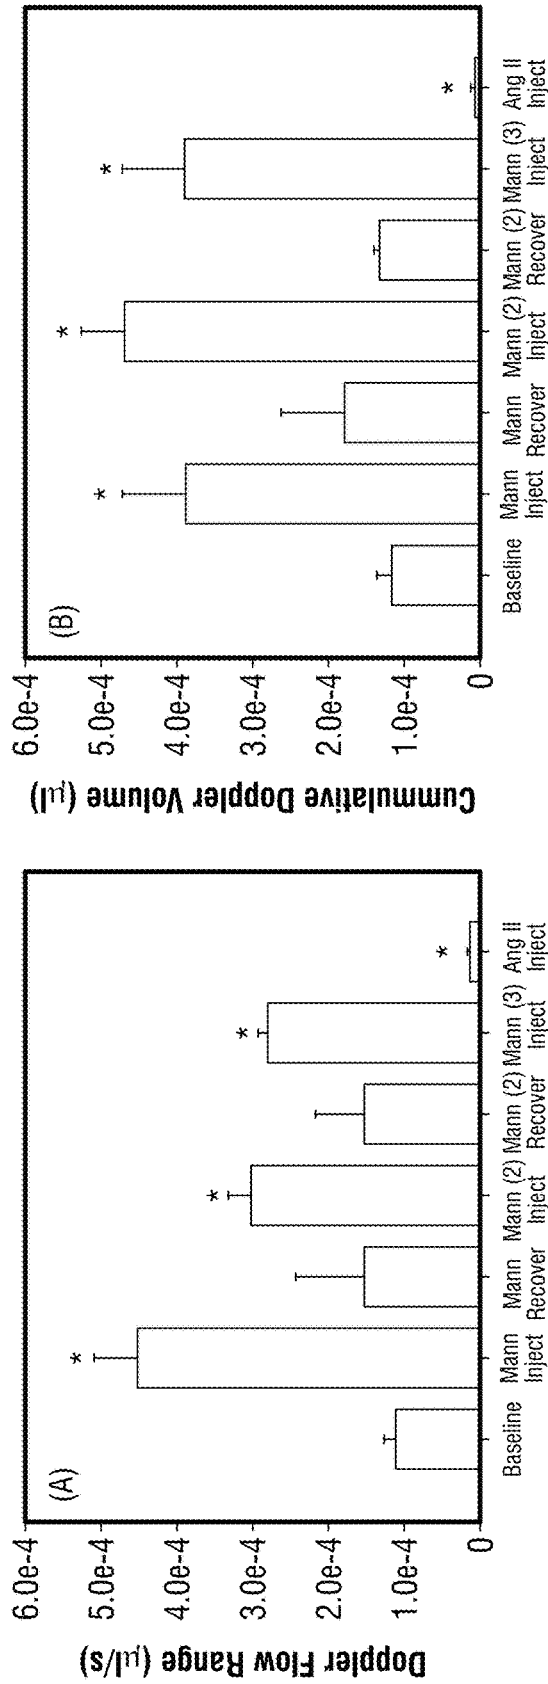 (A)
Doppler Flow Range (µl/s)
6.0e-4
5.0e-4
4.0e-4
3.0e-4
2.0e-4
1.0e-4
0
*
*
*
*
Baseline
Mann
Inject
Mann
Recover
Mann (2)
Inject
Mann (2)
Recover
Mann (3)
Inject
Ang II
Inject
(B)
Cummulative Doppler Volume (µl)
6.0e-4
5.0e-4
4.0e-4
3.0e-4
2.0e-4
1.0e-4
0
*
*
*
*
Baseline
Mann
Inject
Mann
Recover
Mann (2)
Inject
Mann (2)
Recover
Mann (3)
Inject
Ang II
Inject